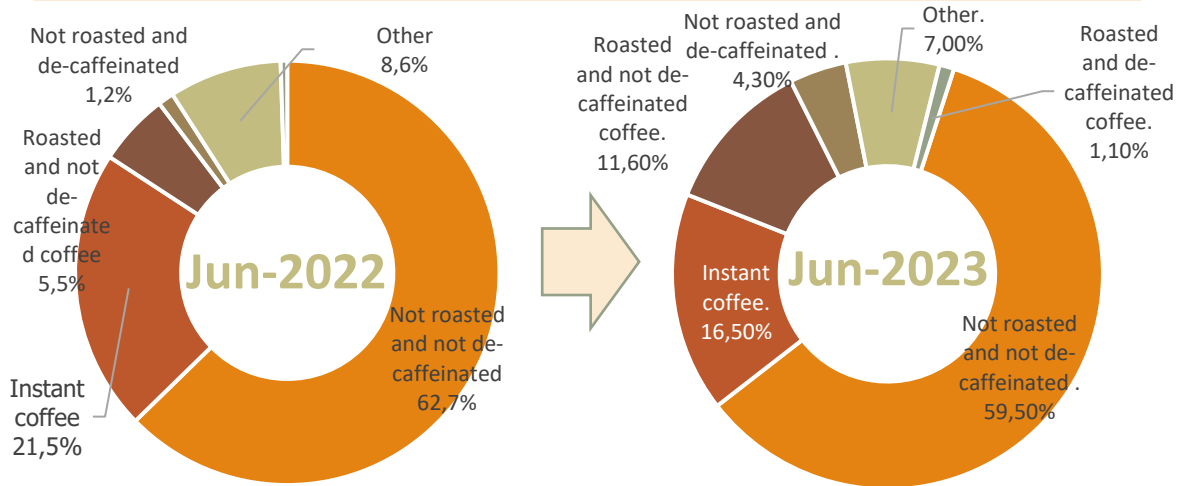 Not roasted and
de-caffeinated
1,2%
Other
8,6%
Roasted
and not
de-
caffeinate
d coffee
5,5%
Jun-2022
Not roasted
and not de-
caffeinated
62,7%
Instant
coffee
21,5%
Roasted
and not de-
caffeinated
coffee.
11,60%
Not roasted and
de-caffeinated .
4,30%
Other.
7,00%
Roasted
and de-
caffeinated
coffee.
1,10%
Instant
coffee.
16,50%
Jun-2023
Not roasted
and not de-
caffeinated .
59,50%